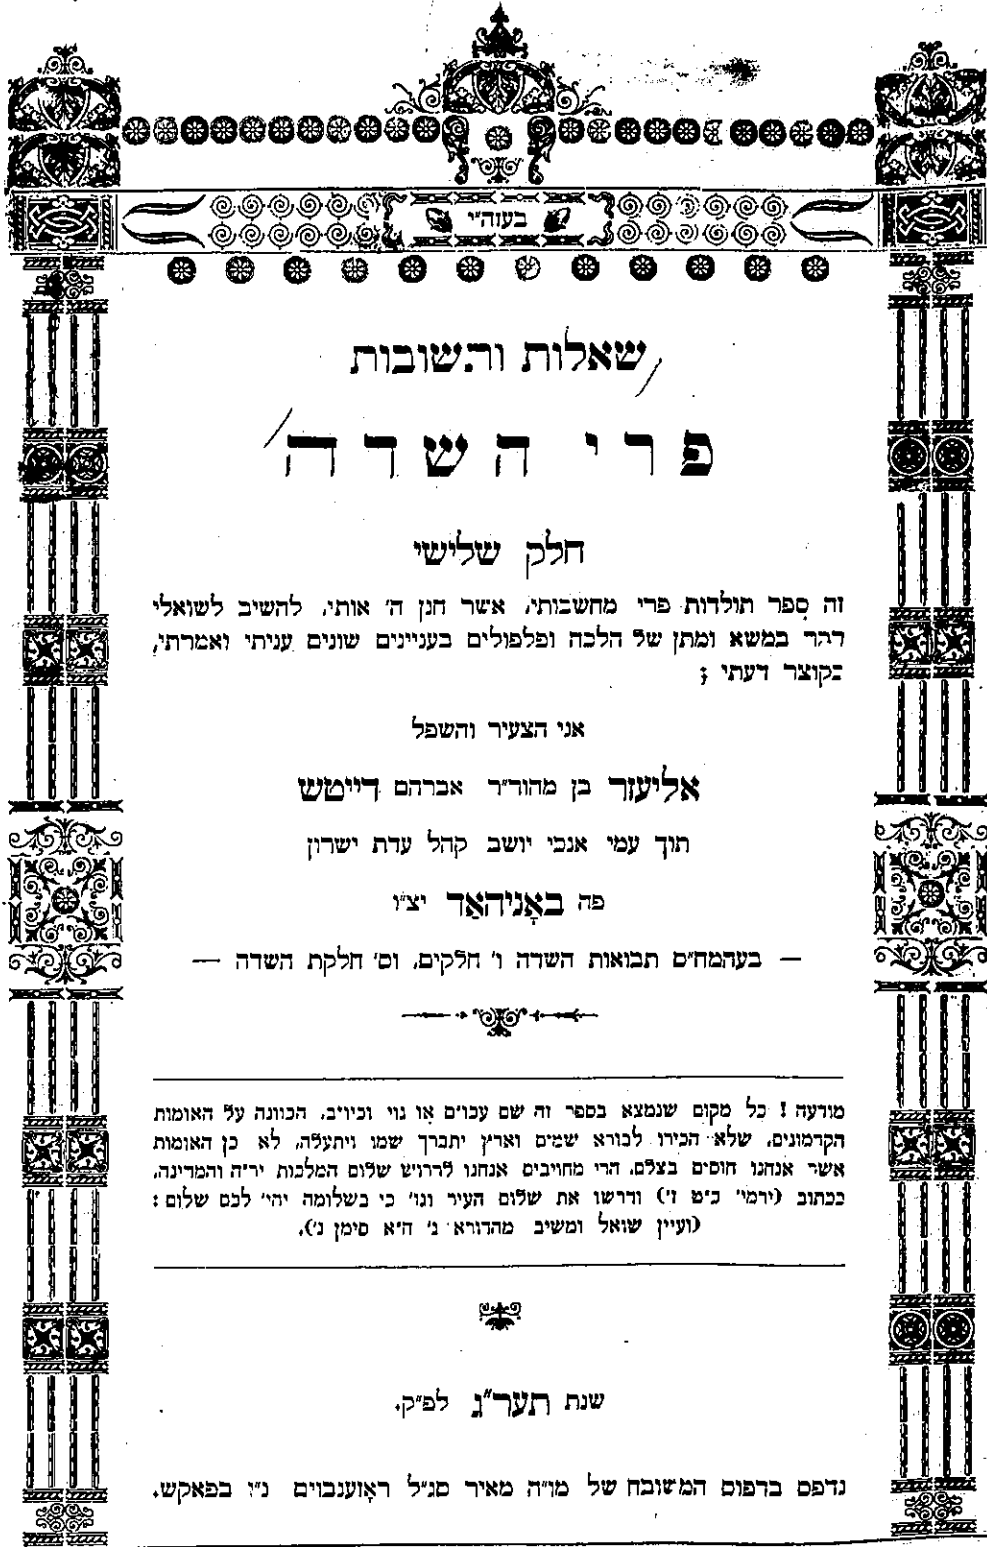 בעזה״י
שאלות ותשובות
פרי השדה
חלק שלישי
זה ספר תולדות פרי מחשבותי, אשר חנן ה׳ אותי, להשיב לשואלי
דבר במשא ומתן של הלכה ופלפולים בענינים שונים עניתי ואמרתי,
בקוצר דעתי ;
אני הצעיר והשפל
אליעזר בן מהור״ר אברהם דייטש
תוך עמי אנכי יושב קהל עדת ישרון
פה באָניהאַד יצ״ו
— בעהמח״ס תבואות השדה ו׳ חלקים, וס׳ חלקת השדה —
מודעה ! כל מקום שנמצא בספר זה שם עכו״ם או גוי וכיו״ב, הכוונה על האומות
הקדמונים, שלא הכירו לבורא שמים וארץ יתברך שמו ויתעלה, לא כן האומות
אשר אנחנו חוסים בצלם, הרי מחויבים אנחנו לדרוש שלום המלכות יר״ה והמדינה,
ככתוב (ירמי׳ כ״ט ז׳) ודרשו את שלום העיר וגו׳ כי בשלומה יהי׳ לכם שלום :
(ועיין שואל ומשיב מהדורא ג׳ ח״א סימן נ׳).
שנת תער״ג לפ״ק.
נדפס בדפוס המשובח של מו״ה מאיר סג״ל ראָזענבוים נ״ו בפאקש.